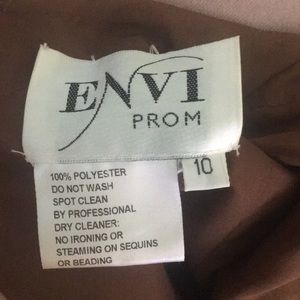 ENVI
PROM
10
100% POLYESTER
DO NOT WASH
SPOT CLEAN
BY PROFESSIONAL
DRY CLEANER:
NO IRONING OR
STEAMING ON SEQUINS
OR BEADING